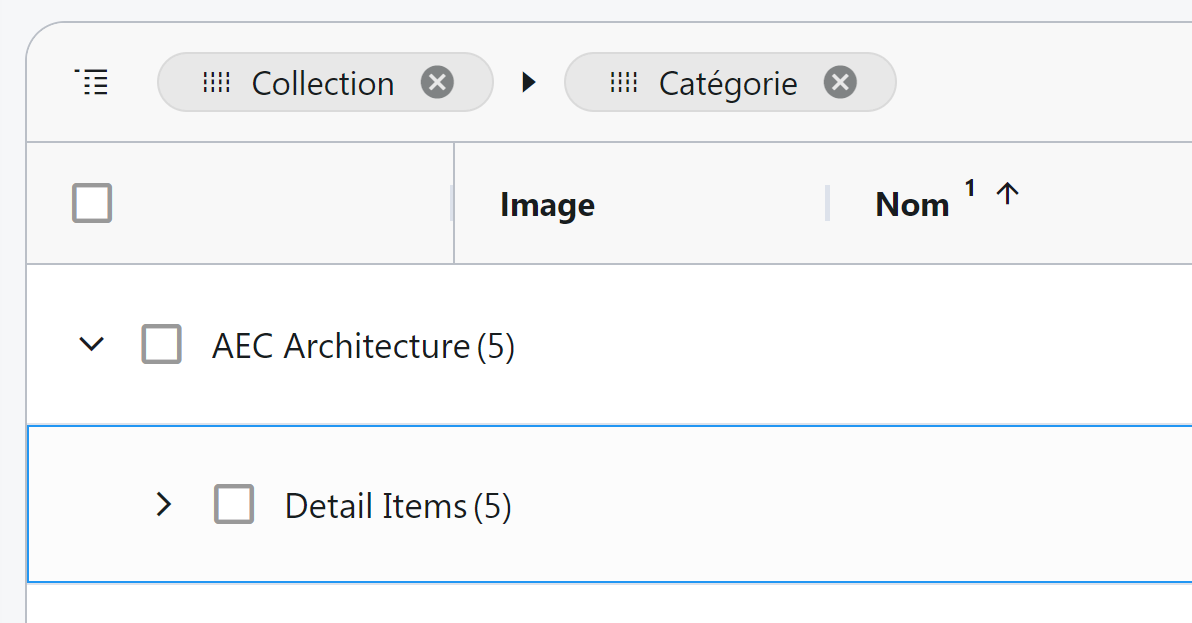 Collection Catégorie
Image Nom 1
AEC Architecture (5)
Detail Items (5)